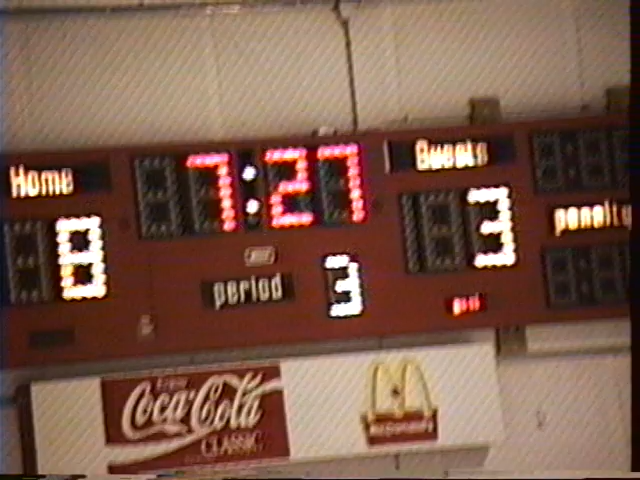 Home
7:27
Guests
8
3
penalty
period
3
Enjoy
Coca-Cola
CLASSIC
McDonald's